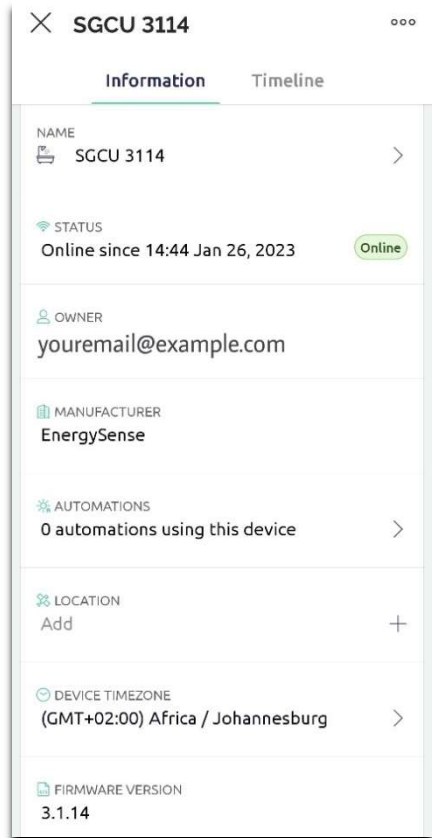 SGCU 3114
Information Timeline
NAME
SGCU 3114
STATUS
Online since 14:44 Jan 26, 2023 Online
OWNER
youremail@example.com
MANUFACTURER
EnergySense
AUTOMATIONS
0 automations using this device
LOCATION
Add
DEVICE TIMEZONE
(GMT+02:00) Africa / Johannesburg
FIRMWARE VERSION
3.1.14